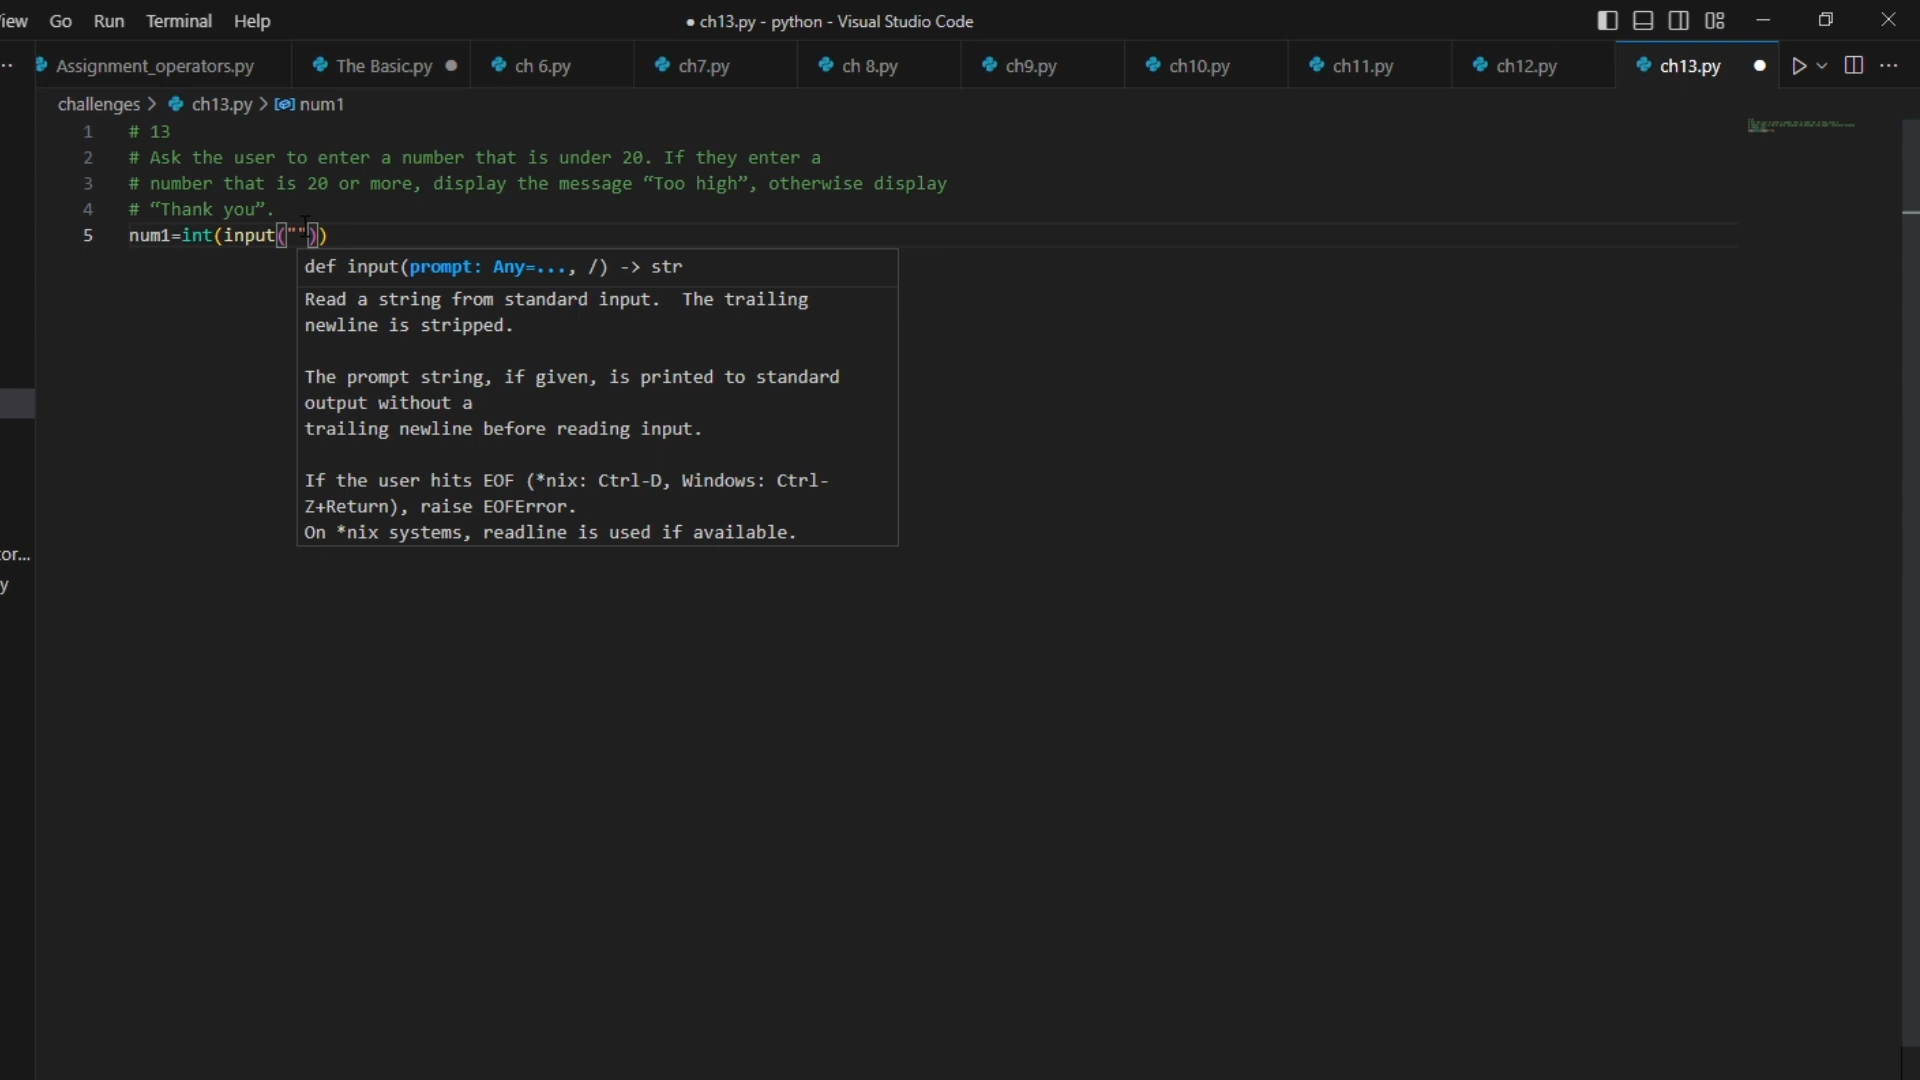 Go Run Terminal Help
● ch13.py - python - Visual Studio Code
Assignment_operators.py The Basic.py ● ch 6.py ch7.py ch 8.py ch9.py ch10.py ch11.py ch12.py ch13.py ●
challenges > ch13.py > num1
1 # 13
2 # Ask the user to enter a number that is under 20. If they enter a
3 # number that is 20 or more, display the message “Too high”, otherwise display
4 # “Thank you”.
5 num1=int(input(""))
def input(prompt: Any=..., /) -> str
Read a string from standard input. The trailing
newline is stripped.
The prompt string, if given, is printed to standard
output without a
trailing newline before reading input.
If the user hits EOF (*nix: Ctrl-D, Windows: Ctrl-
Z+Return), raise EOFError.
On *nix systems, readline is used if available.
or...
y